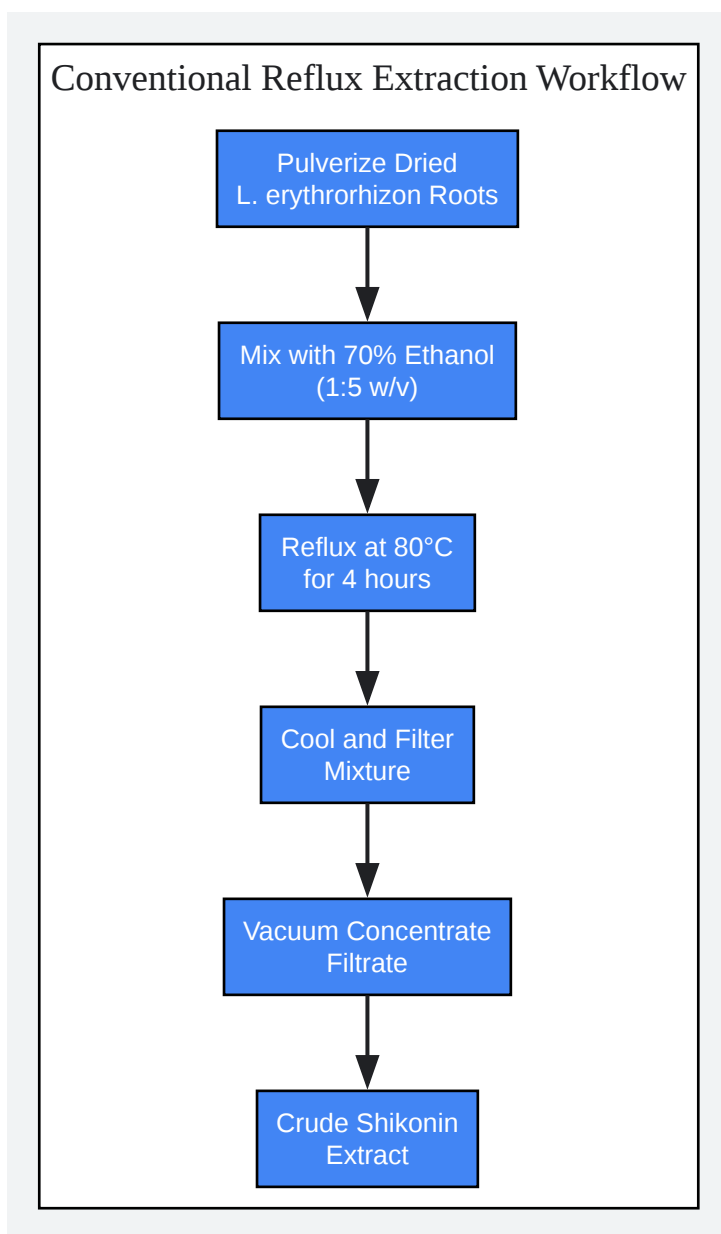 Conventional Reflux Extraction Workflow
Pulverize Dried
L. erythrorhizon Roots
Mix with 70% Ethanol
(1:5 w/v)
Reflux at 80°C
for 4 hours
Cool and Filter
Mixture
Vacuum Concentrate
Filtrate
Crude Shikonin
Extract